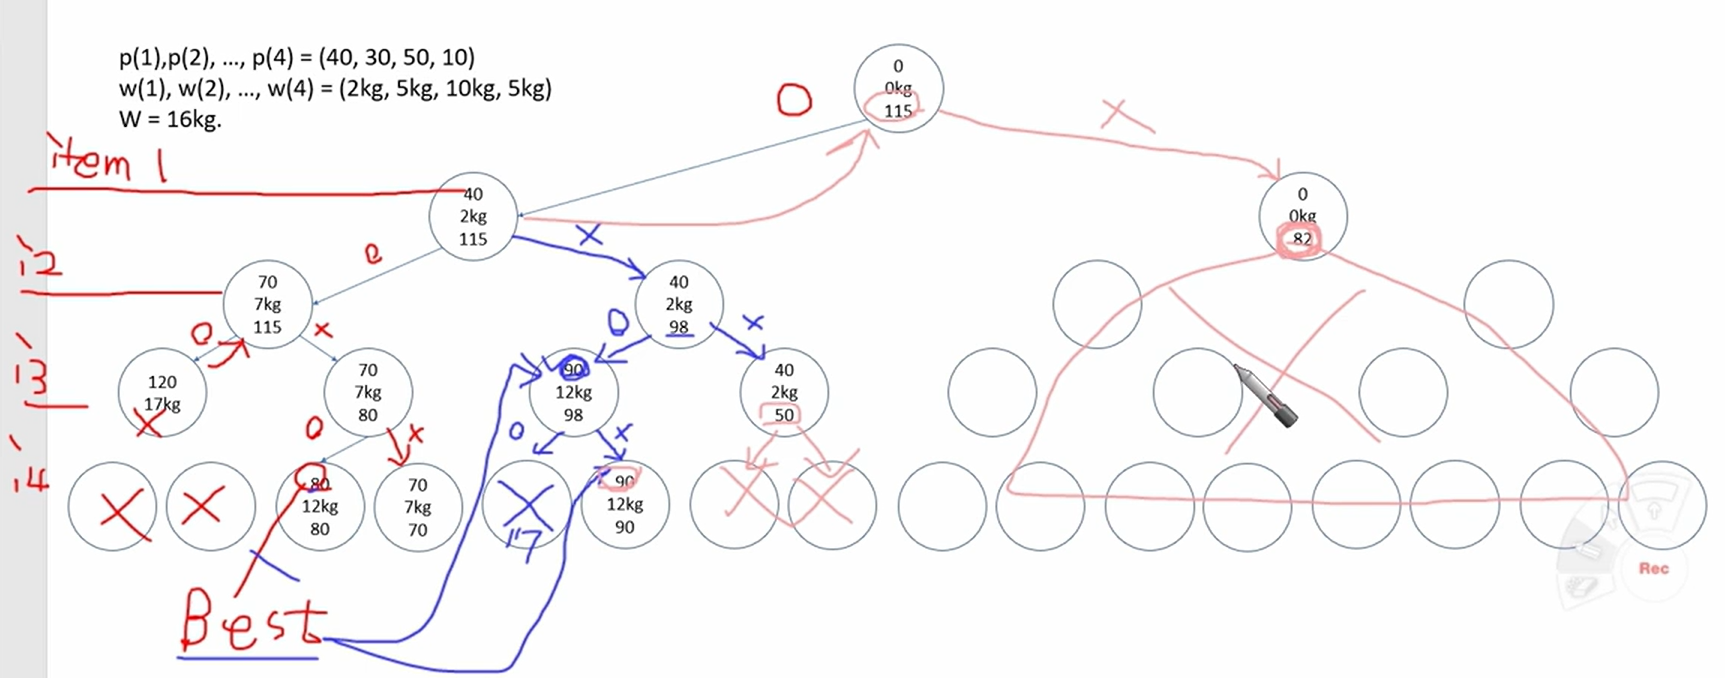 p(1),p(2), ..., p(4) = (40, 30, 50, 10)
w(1), w(2), ..., w(4) = (2kg, 5kg, 10kg, 5kg)
W = 16kg.
0
0kg
115
O
X
item 1
40
2kg
115
0
0kg
82
i2
O
X
70
7kg
115
40
2kg
98
i3
O
X
O
X
120
17kg
X
70
7kg
80
90
12kg
98
40
2kg
50
i4
O
X
O
X
X
X
80
12kg
80
70
7kg
70
X
17
90
12kg
90
X
X
X
Best
Rec